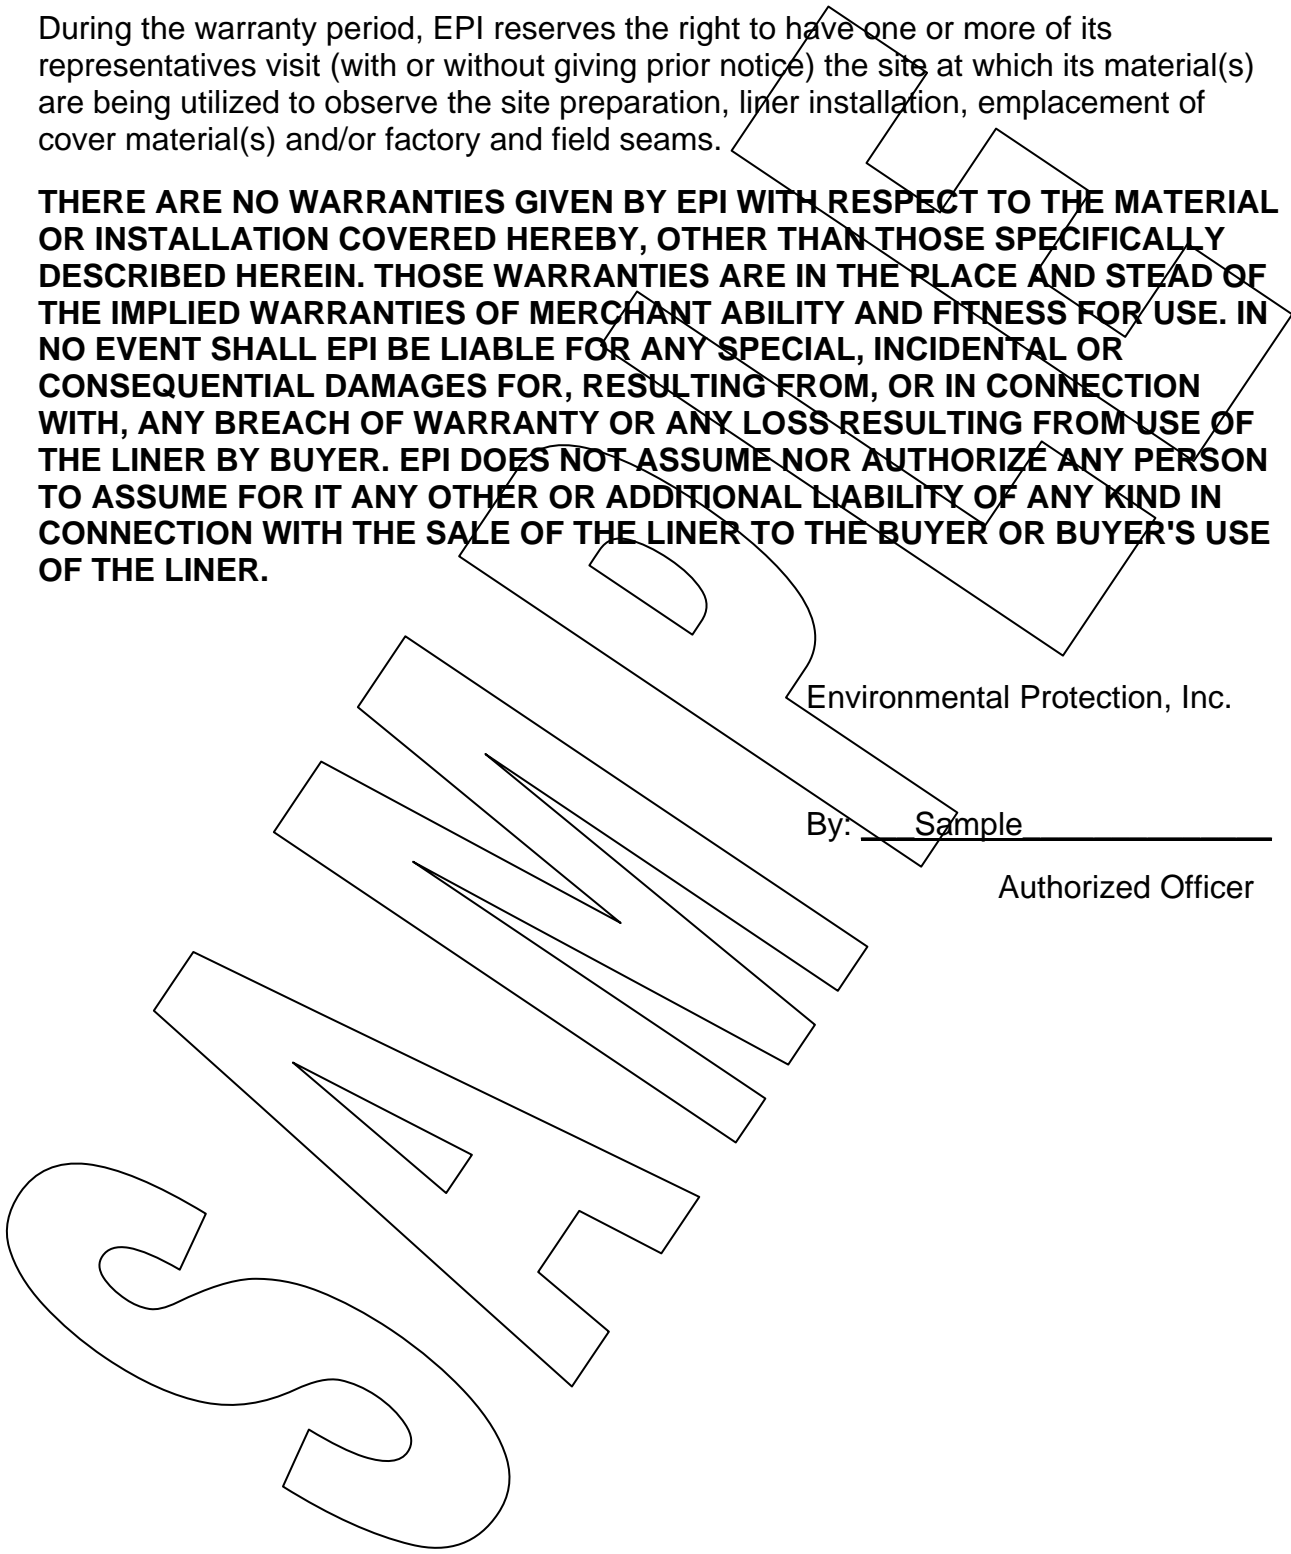 During the warranty period, EPI reserves the right to have one or more of its
representatives visit (with or without giving prior notice) the site at which its material(s)
are being utilized to observe the site preparation, liner installation, emplacement of
cover material(s) and/or factory and field seams.
THERE ARE NO WARRANTIES GIVEN BY EPI WITH RESPECT TO THE MATERIAL
OR INSTALLATION COVERED HEREBY, OTHER THAN THOSE SPECIFICALLY
DESCRIBED HEREIN. THOSE WARRANTIES ARE IN THE PLACE AND STEAD OF
THE IMPLIED WARRANTIES OF MERCHANT ABILITY AND FITNESS FOR USE. IN
NO EVENT SHALL EPI BE LIABLE FOR ANY SPECIAL, INCIDENTAL OR
CONSEQUENTIAL DAMAGES FOR, RESULTING FROM, OR IN CONNECTION
WITH, ANY BREACH OF WARRANTY OR ANY LOSS RESULTING FROM USE OF
THE LINER BY BUYER. EPI DOES NOT ASSUME NOR AUTHORIZE ANY PERSON
TO ASSUME FOR IT ANY OTHER OR ADDITIONAL LIABILITY OF ANY KIND IN
CONNECTION WITH THE SALE OF THE LINER TO THE BUYER OR BUYER'S USE
OF THE LINER.
Environmental Protection, Inc.
By: ___Sample______________
Authorized Officer
SAMPLE